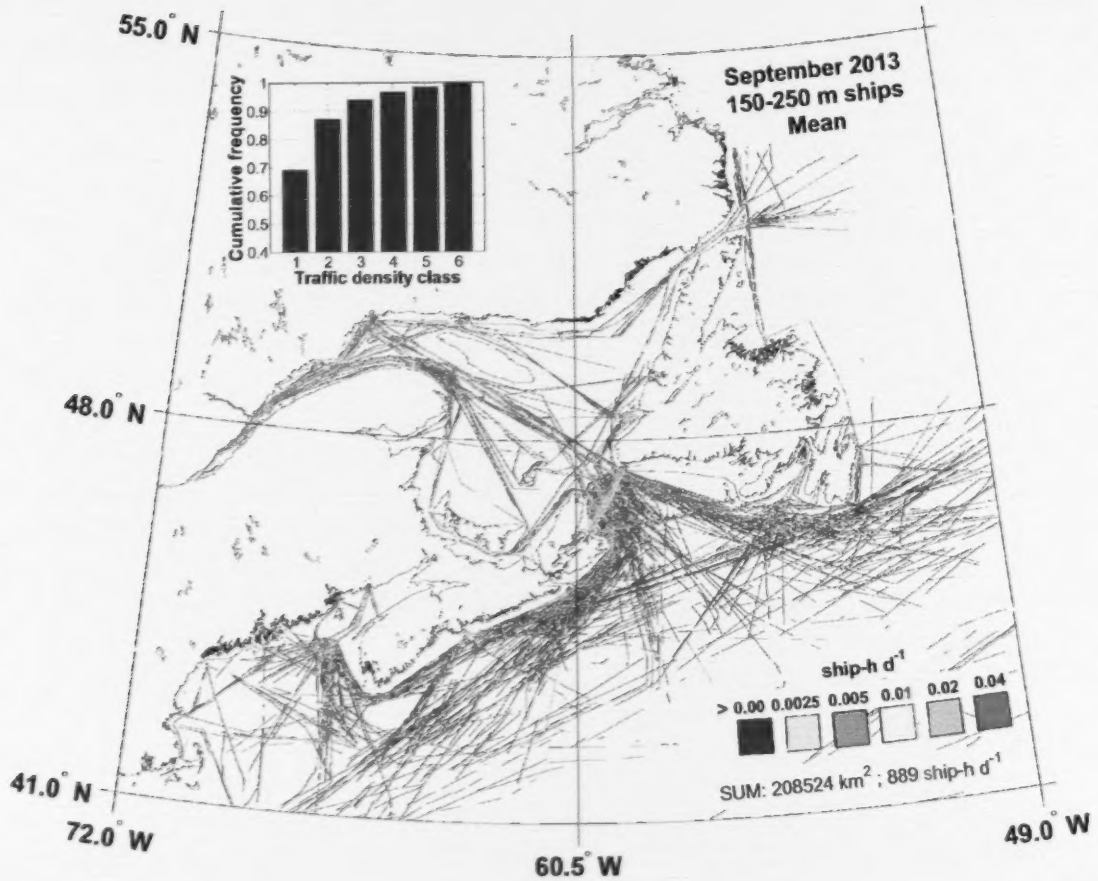 55.0° N
September 2013
150-250 m ships
Mean
Cumulative frequency
1
0.9
0.8
0.7
0.6
0.5
0.4
1 2 3 4 5 6
Traffic density class
48.0° N
ship-h d⁻¹
> 0.00 0.0025 0.005 0.01 0.02 0.04
SUM: 208524 km² ; 889 ship-h d⁻¹
41.0° N
72.0° W
60.5° W
49.0° W